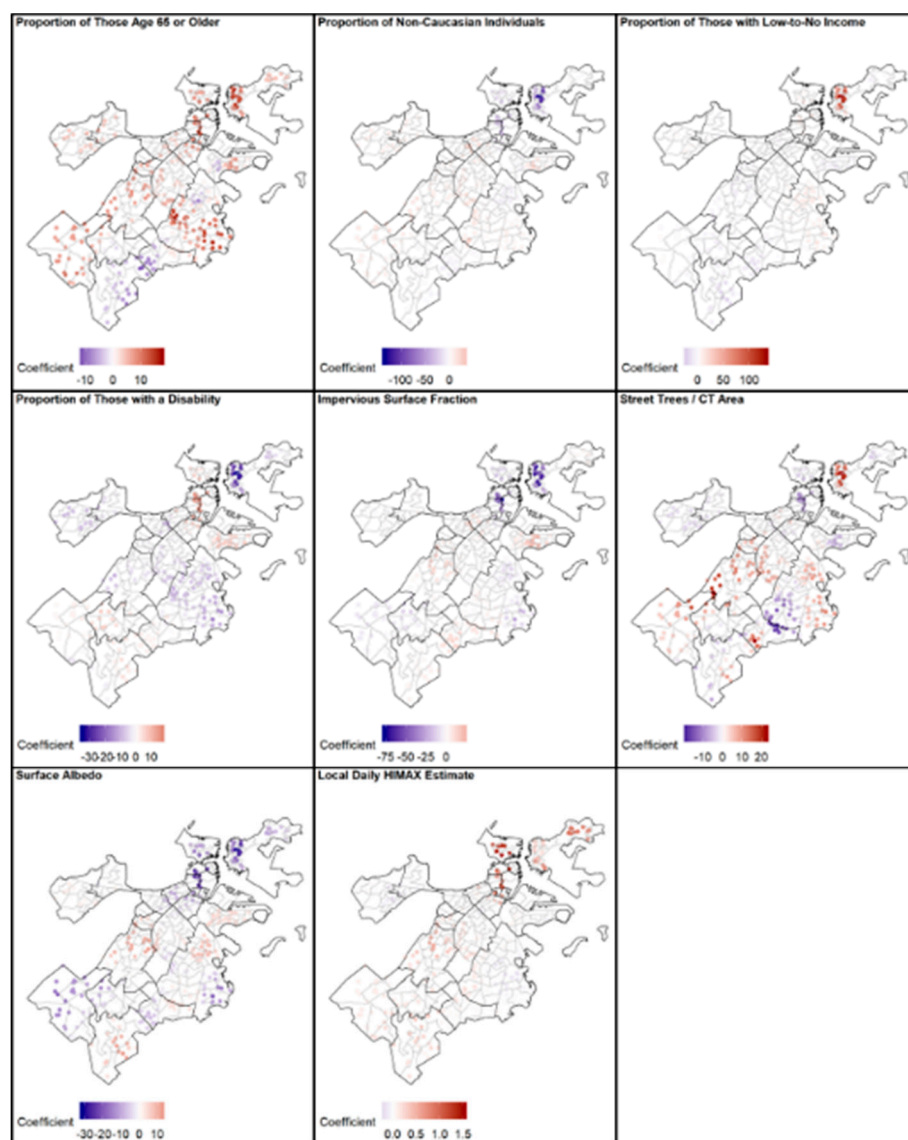 Proportion of Those Age 65 or Older
Proportion of Non-Caucasian Individuals
Proportion of Those with Low-to-No Income
Coefficient
-10 0 10
Coefficient
-100 -50 0
Coefficient
0 50 100
Proportion of Those with a Disability
Impervious Surface Fraction
Street Trees / CT Area
Coefficient
-30-20-10 0 10
Coefficient
-75-50-25 0
Coefficient
-10 0 10 20
Surface Albedo
Local Daily HIMAX Estimate
Coefficient
-30-20-10 0 10
Coefficient
0.0 0.5 1.0 1.5